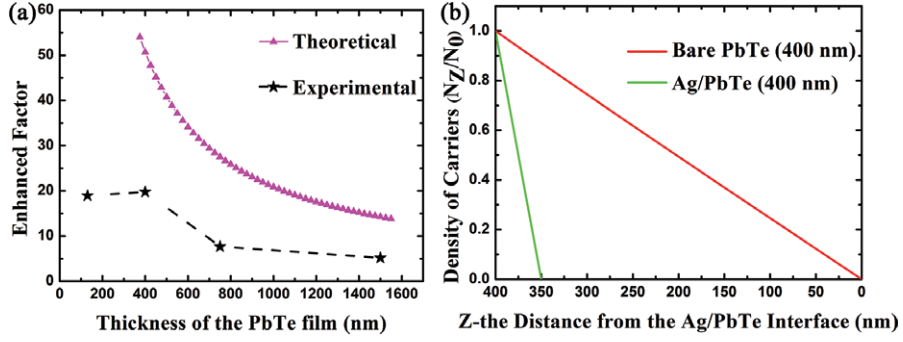 (a)
Enhanced Factor
60
50
40
30
20
10
0
Theoretical
Experimental
0 200 400 600 800 1000 1200 1400 1600
Thickness of the PbTe film (nm)
(b)
Density of Carriers (NZ/N0)
1.0
0.8
0.6
0.4
0.2
0.0
Bare PbTe (400 nm)
Ag/PbTe (400 nm)
400 350 300 250 200 150 100 50 0
Z-the Distance from the Ag/PbTe Interface (nm)